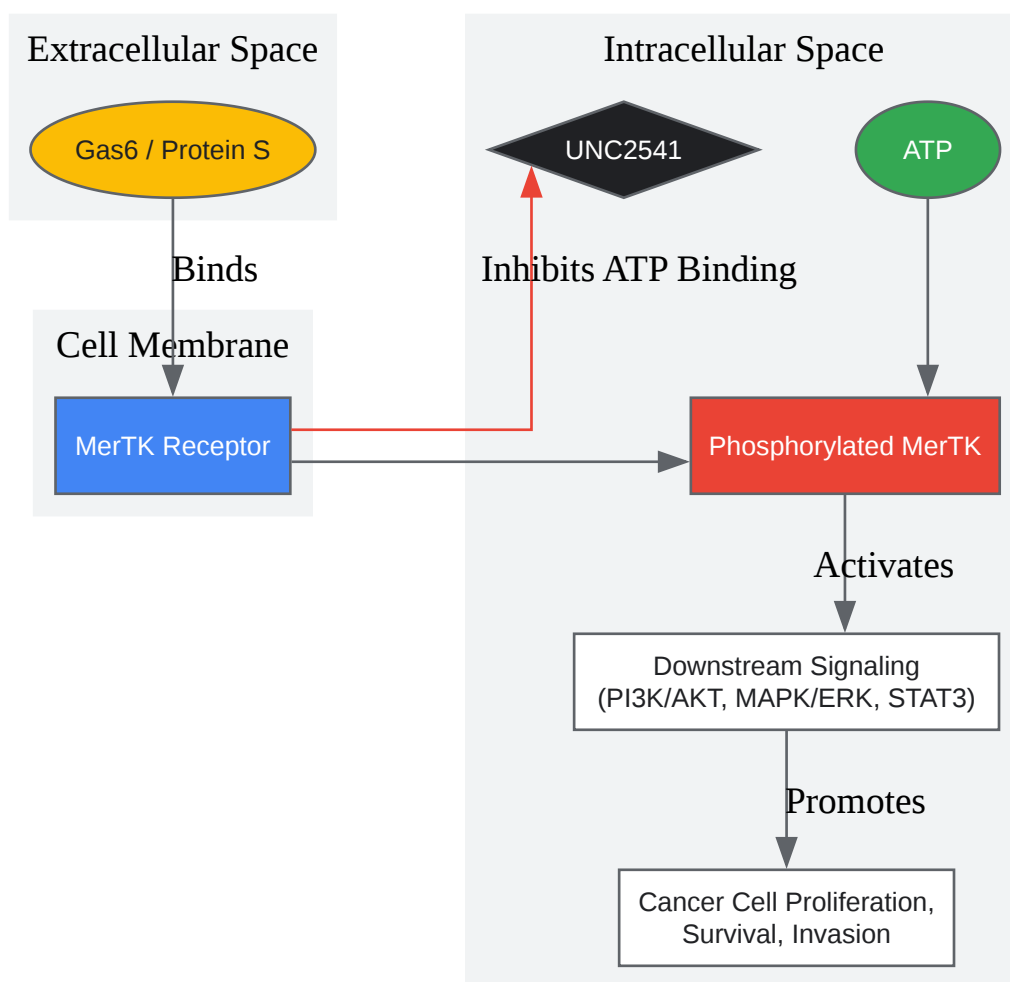 Extracellular Space
Intracellular Space
Gas6 / Protein S
UNC2541
ATP
Binds
Inhibits ATP Binding
Cell Membrane
MerTK Receptor
Phosphorylated MerTK
Activates
Downstream Signaling
(PI3K/AKT, MAPK/ERK, STAT3)
Promotes
Cancer Cell Proliferation,
Survival, Invasion